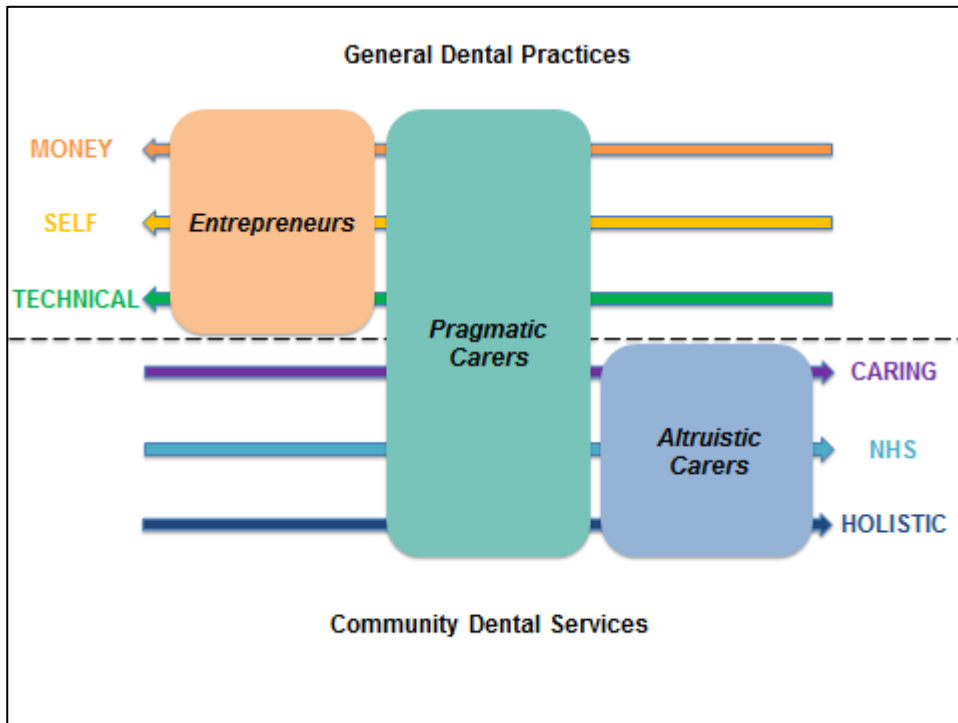 General Dental Practices
MONEY
SELF
Entrepreneurs
TECHNICAL
Pragmatic
Carers
CARING
Altruistic
Carers
NHS
HOLISTIC
Community Dental Services